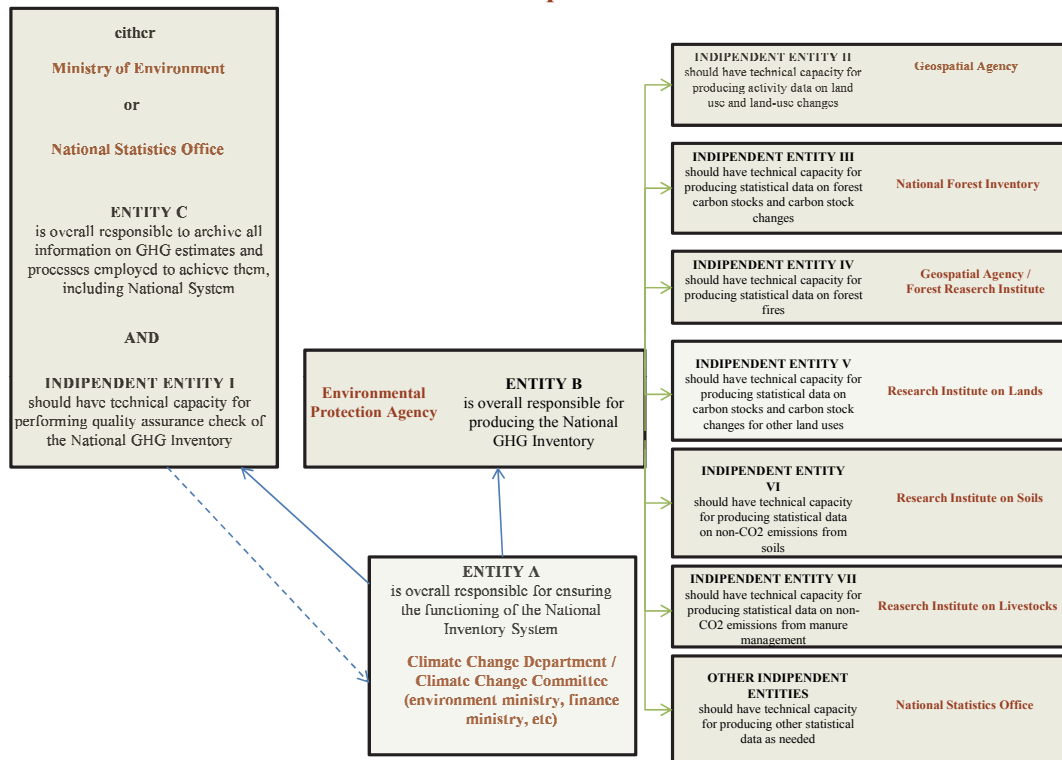 either
Ministry of Environment
or
National Statistics Office
ENTITY C
is overall responsible to archive all
information on GHG estimates and
processes employed to achieve them,
including National System
AND
INDIPENDENT ENTITY I
should have technical capacity for
performing quality assurance check of
the National GHG Inventory
Environmental
Protection Agency
ENTITY B
is overall responsible for
producing the National
GHG Inventory
ENTITY A
is overall responsible for ensuring
the functioning of the National
Inventory System
Climate Change Department /
Climate Change Committee
(environment ministry, finance
ministry, etc)
INDIPENDENT ENTITY II
should have technical capacity for
producing activity data on land
use and land-use changes
Geospatial Agency
INDIPENDENT ENTITY III
should have technical capacity for
producing statistical data on forest
carbon stocks and carbon stock
changes
National Forest Inventory
INDIPENDENT ENTITY IV
should have technical capacity for
producing statistical data on forest
fires
Geospatial Agency /
Forest Reaserch Institute
INDIPENDENT ENTITY V
should have technical capacity for
producing statistical data on
carbon stocks and carbon stock
changes for other land uses
Research Institute on Lands
INDIPENDENT ENTITY
VI
should have technical capacity
for producing statistical data
on non-CO2 emissions from
soils
Research Institute on Soils
INDIPENDENT ENTITY VII
should have technical capacity for
producing statistical data on non-
CO2 emissions from manure
management
Reaserch Institute on Livestocks
OTHER INDIPENDENT
ENTITIES
should have technical capacity
for producing other statistical
data as needed
National Statistics Office